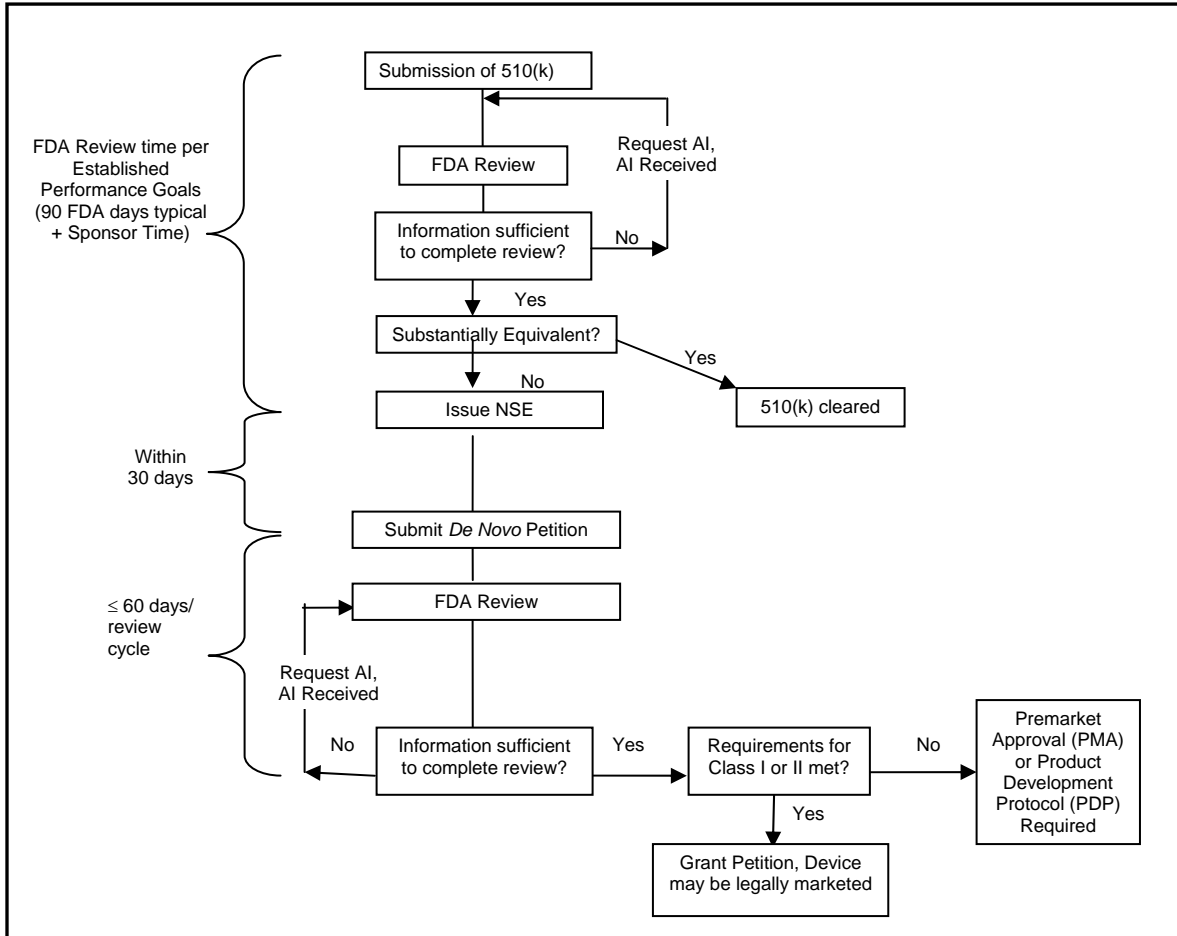 Submission of 510(k)
Request AI,
AI Received
FDA Review time per
Established
Performance Goals
(90 FDA days typical
+ Sponsor Time)
FDA Review
Information sufficient
to complete review?
No
Yes
Substantially Equivalent?
Yes
No
Issue NSE
510(k) cleared
Within
30 days
Submit De Novo Petition
FDA Review
≤ 60 days/
review
cycle
Request AI,
AI Received
No
Information sufficient
to complete review?
Yes
Requirements for
Class I or II met?
No
Premarket
Approval (PMA)
or Product
Development
Protocol (PDP)
Required
Yes
Grant Petition, Device
may be legally marketed